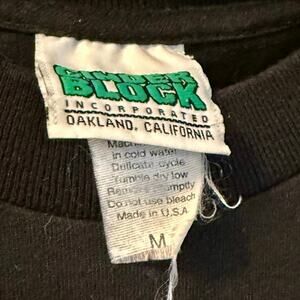 CINDER
BLOCK
INCORPORATED
OAKLAND, CALIFORNIA
Machine
in cold water
Delicate cycle
Tumble dry low
Remove promptly
Do not use bleach
Made in U.S.A
M